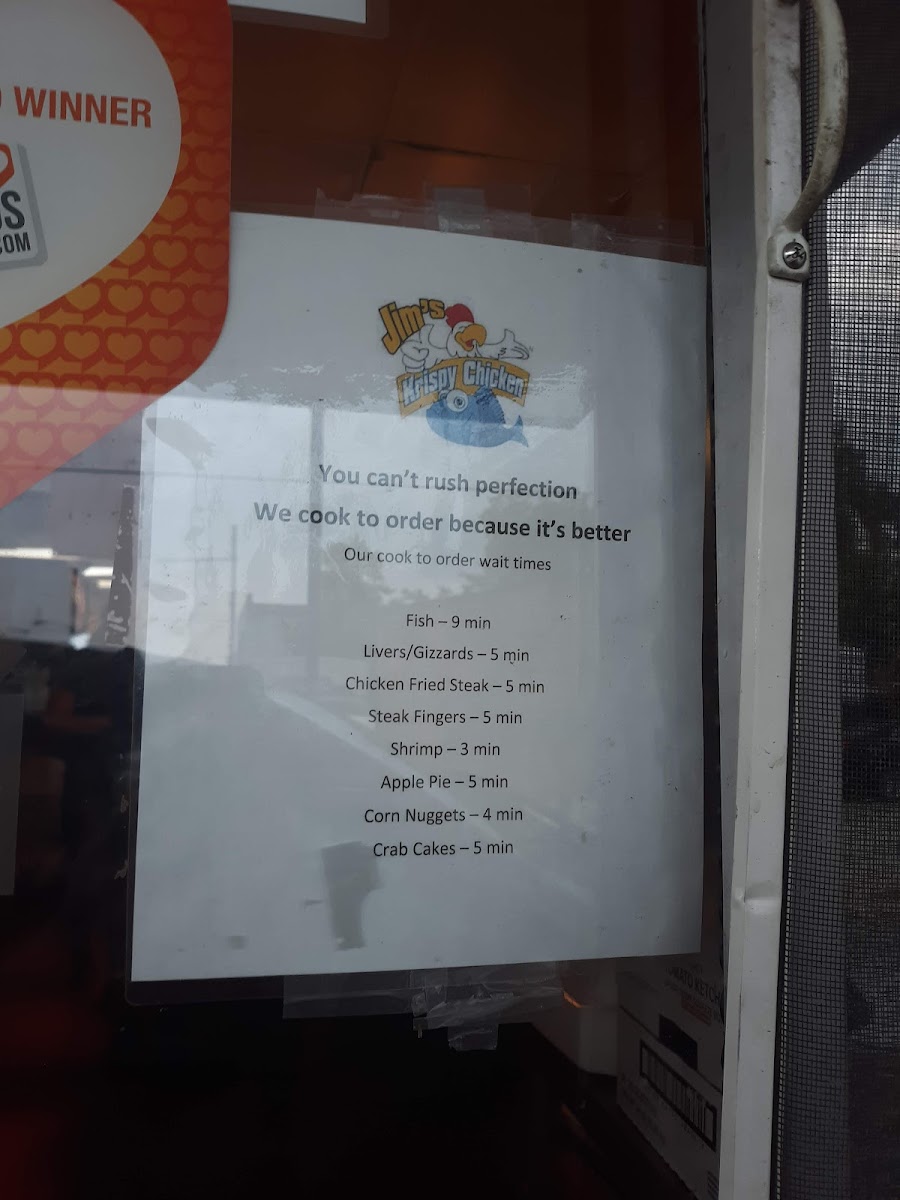 WINNER
US
.COM
Jim's
Krispy Chicken
You can't rush perfection
We cook to order because it's better
Our cook to order wait times
Fish – 9 min
Livers/Gizzards – 5 min
Chicken Fried Steak – 5 min
Steak Fingers – 5 min
Shrimp – 3 min
Apple Pie – 5 min
Corn Nuggets – 4 min
Crab Cakes – 5 min